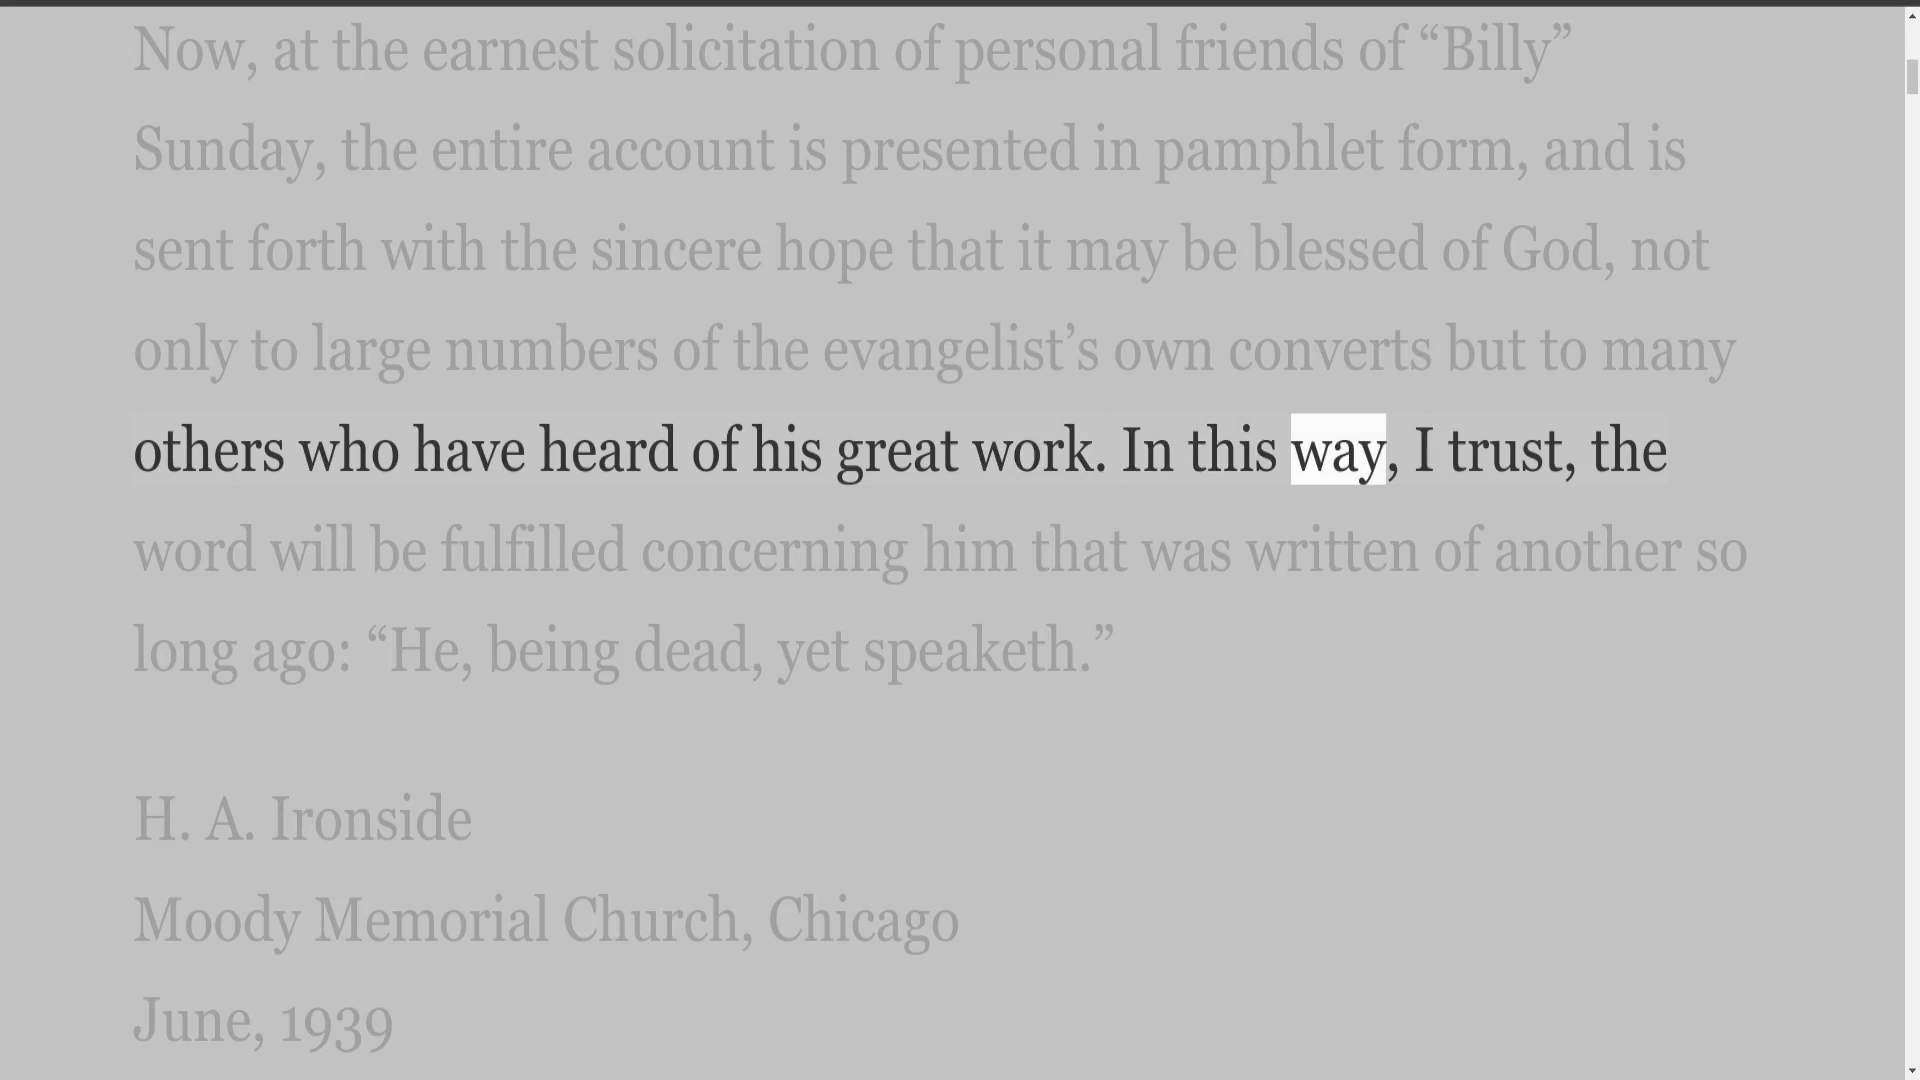 Now, at the earnest solicitation of personal friends of “Billy”
Sunday, the entire account is presented in pamphlet form, and is
sent forth with the sincere hope that it may be blessed of God, not
only to large numbers of the evangelist’s own converts but to many
others who have heard of his great work. In this way, I trust, the
word will be fulfilled concerning him that was written of another so
long ago: “He, being dead, yet speaketh.”
H. A. Ironside
Moody Memorial Church, Chicago
June, 1939